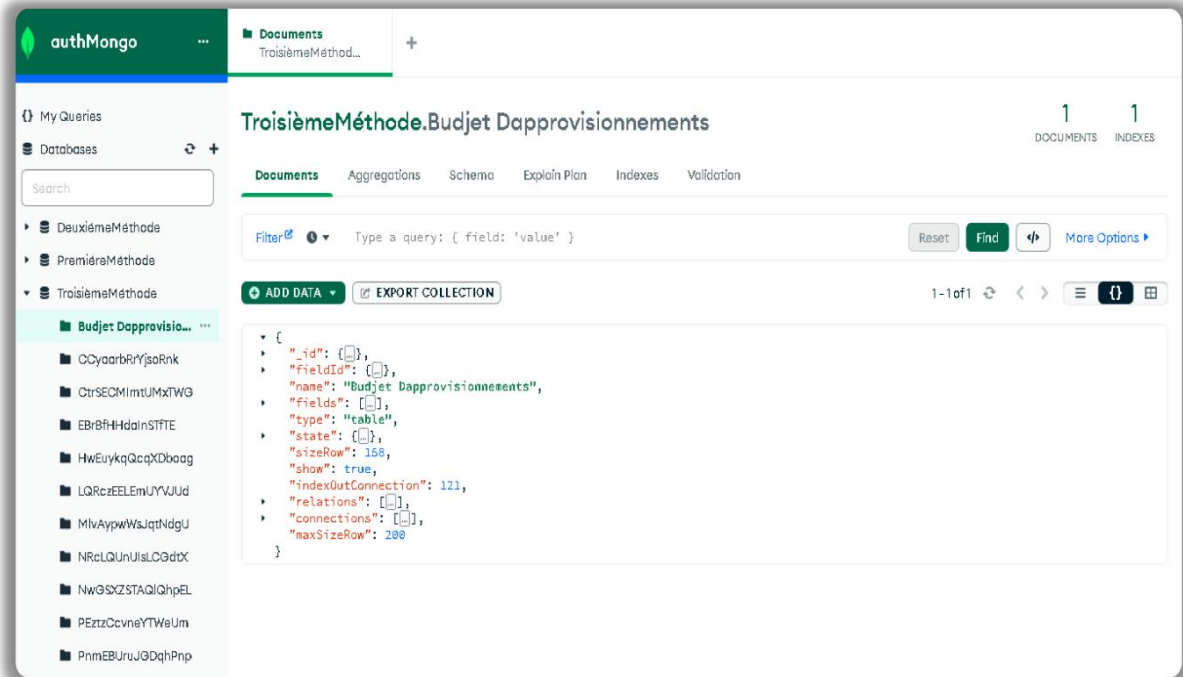 authMongo
...
Documents
TroisièmeMéthod...
+
{} My Queries
Databases
+
Search
DeuxiémeMéthode
PremiéreMéthode
TroisièmeMéthode
Budjet Dapprovisio...
...
CCyaarbRrYjsoRnk
CtrSECMImtUMxTWG
EBrBfHHdaInSTfTE
HwEuykqQcqXDboag
LQRczEELEmUYVJUd
MlvAypwWsJqtNdgU
NRcLQUnUIsLCGdtX
NwGSXZSTAQlQhpEL
PEztzCcvneYTWeUm
PnmEBUruJGDqhPnp
TroisièmeMéthode.Budjet Dapprovisionnements
1
DOCUMENTS
1
INDEXES
Documents Aggregations Schema Explain Plan Indexes Validation
Filter Type a query: { field: 'value' } Reset Find </> More Options
ADD DATA EXPORT COLLECTION 1-1of1 < > {}
{
"_id": {…},
"fieldId": {…},
"name": "Budjet Dapprovisionnements",
"fields": […],
"type": "table",
"state": {…},
"sizeRow": 158,
"show": true,
"indexOutConnection": 121,
"relations": […],
"connections": […],
"maxSizeRow": 200
}